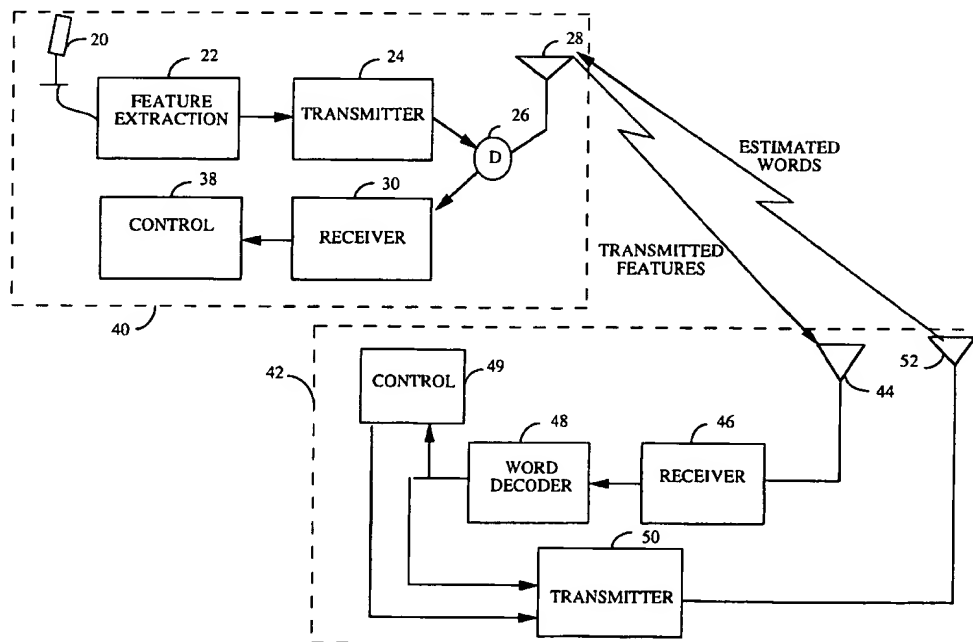 20
22
24
28
FEATURE
EXTRACTION
TRANSMITTER
26
D
38
30
CONTROL
RECEIVER
ESTIMATED
WORDS
TRANSMITTED
FEATURES
40
42
CONTROL
49
44
52
48
46
WORD
DECODER
RECEIVER
50
TRANSMITTER